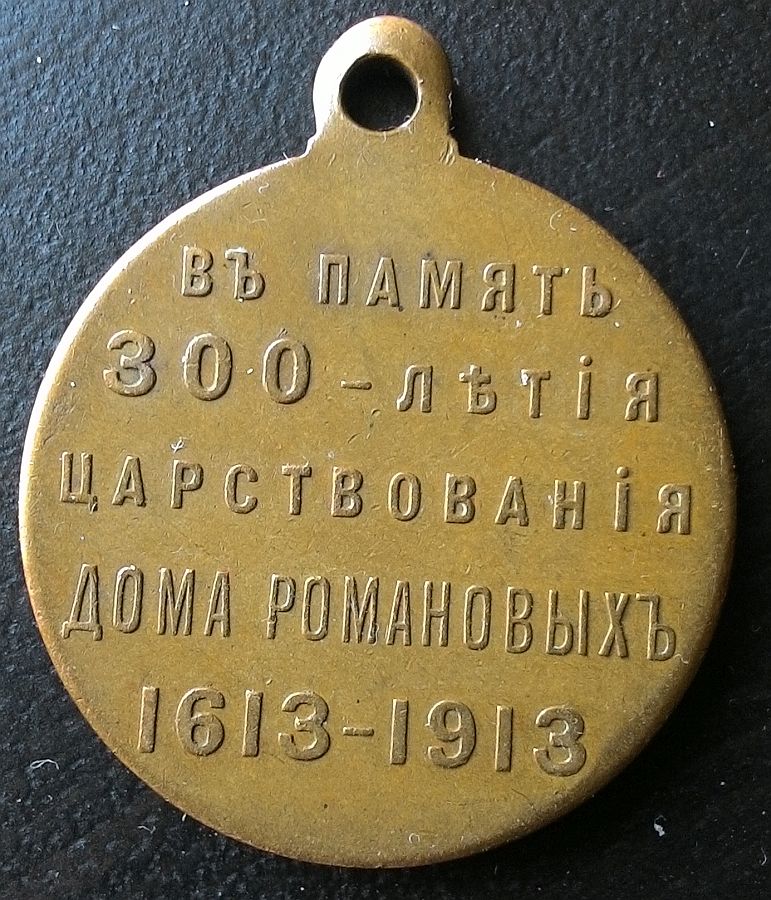 ВЪ ПАМЯТЬ
300-ЛѢТІЯ
ЦАРСТВОВАНІЯ
ДОМА РОМАНОВЫХЪ
1613-1913